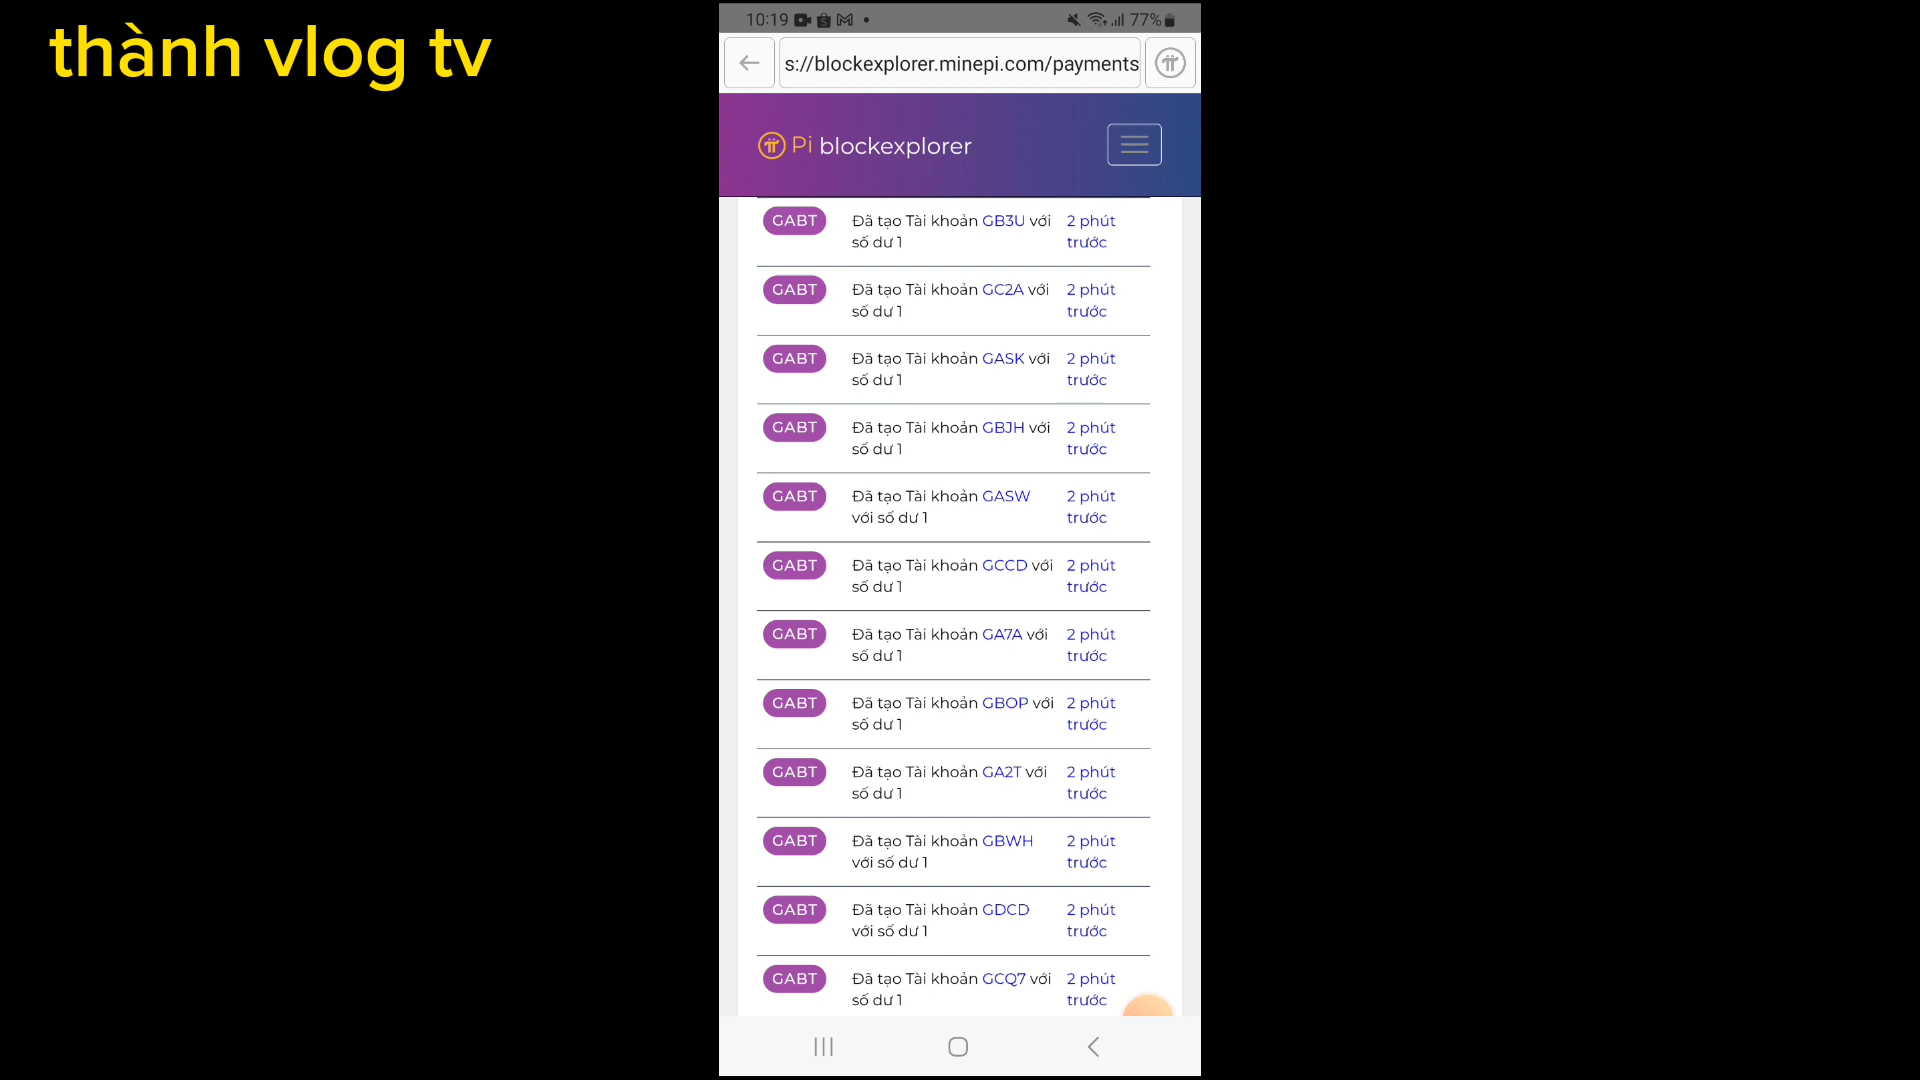 thành vlog tv
10:19
77%
s://blockexplorer.minepi.com/payments
Pi blockexplorer
GABT Đã tạo Tài khoản GB3U với 2 phút
số dư 1 trước
GABT Đã tạo Tài khoản GC2A với 2 phút
số dư 1 trước
GABT Đã tạo Tài khoản GASK với 2 phút
số dư 1 trước
GABT Đã tạo Tài khoản GBJH với 2 phút
số dư 1 trước
GABT Đã tạo Tài khoản GASW 2 phút
với số dư 1 trước
GABT Đã tạo Tài khoản GCCD với 2 phút
số dư 1 trước
GABT Đã tạo Tài khoản GA7A với 2 phút
số dư 1 trước
GABT Đã tạo Tài khoản GBOP với 2 phút
số dư 1 trước
GABT Đã tạo Tài khoản GA2T với 2 phút
số dư 1 trước
GABT Đã tạo Tài khoản GBWH 2 phút
với số dư 1 trước
GABT Đã tạo Tài khoản GDCD 2 phút
với số dư 1 trước
GABT Đã tạo Tài khoản GCQ7 với 2 phút
số dư 1 trước